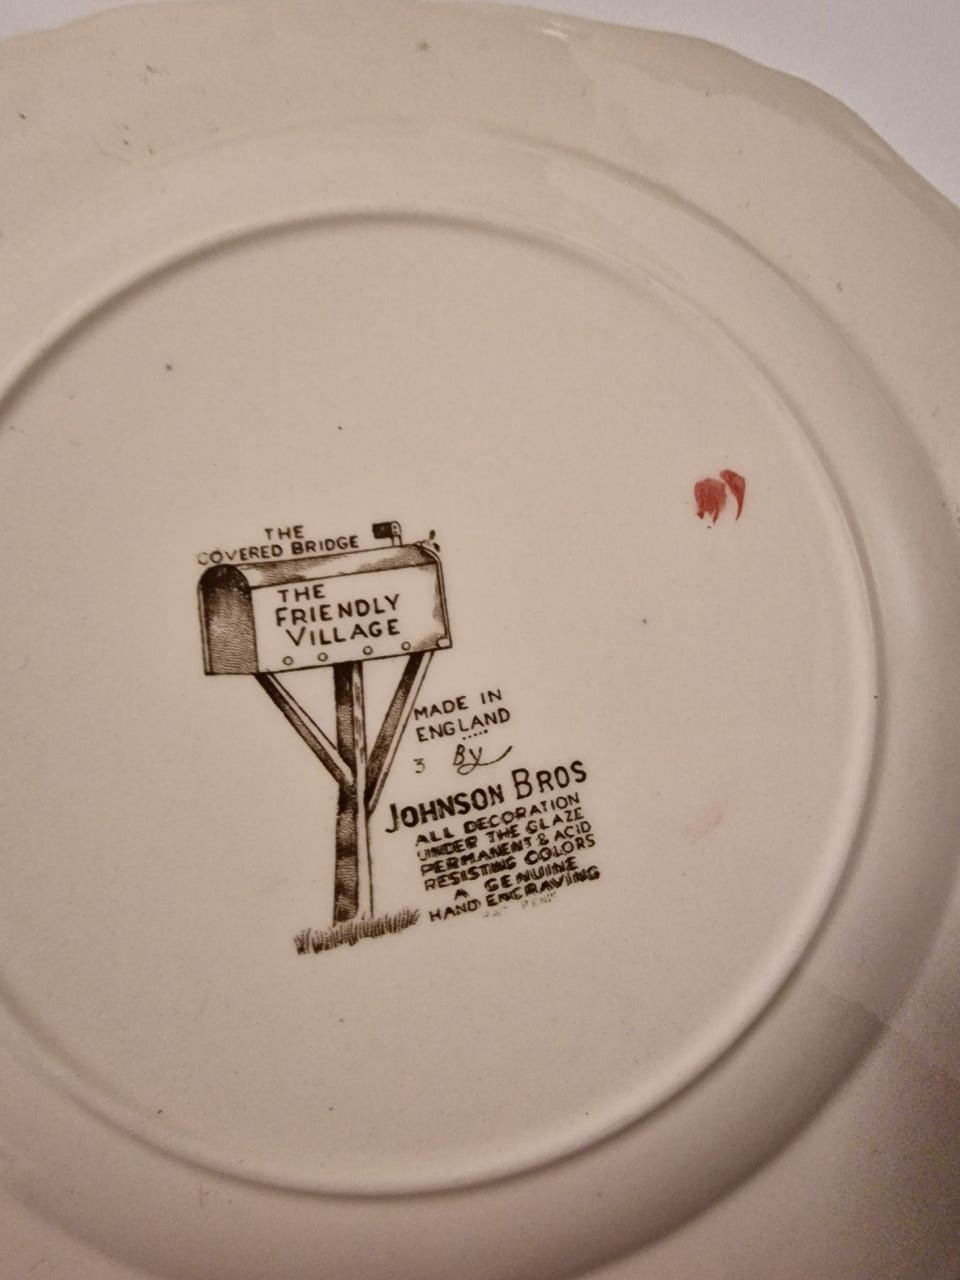 THE
COVERED BRIDGE
THE
FRIENDLY
VILLAGE
MADE IN
ENGLAND
3 By
JOHNSON BROS
ALL DECORATION
UNDER THE GLAZE
PERMANENT & ACID
RESISTING COLORS
A GENUINE
HAND ENGRAVING